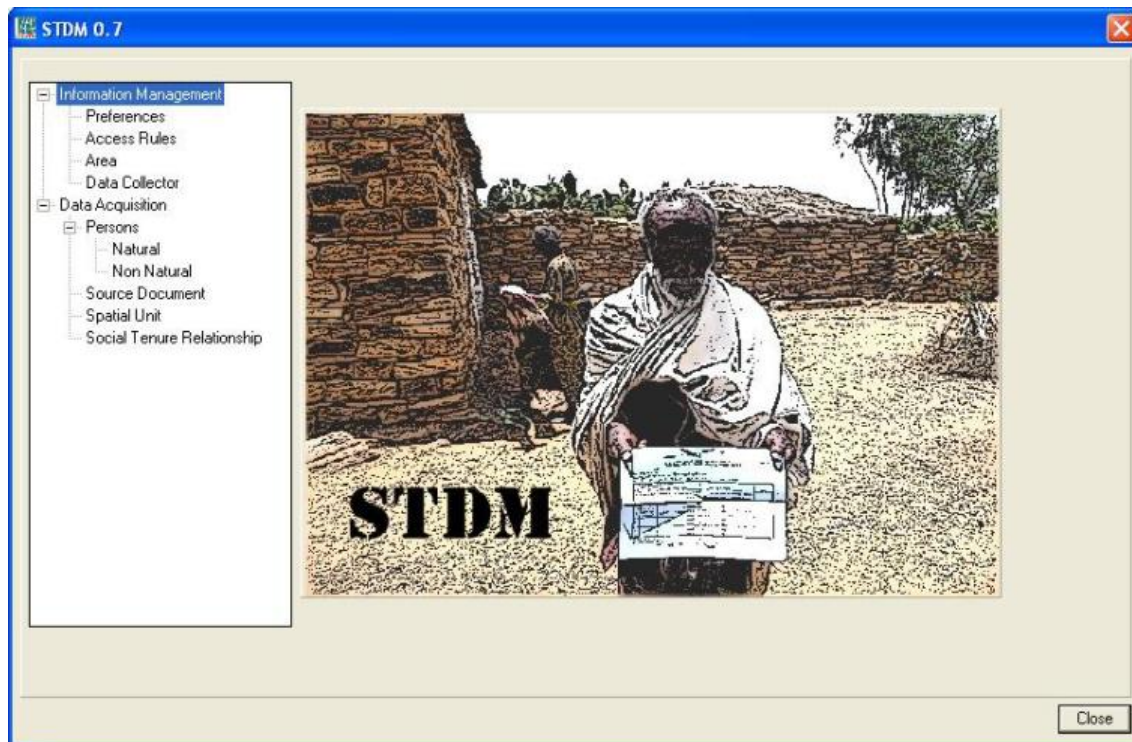 STDM 0.7
Information Management
Preferences
Access Rules
Area
Data Collector
Data Acquisition
Persons
Natural
Non Natural
Source Document
Spatial Unit
Social Tenure Relationship
STDM
Close